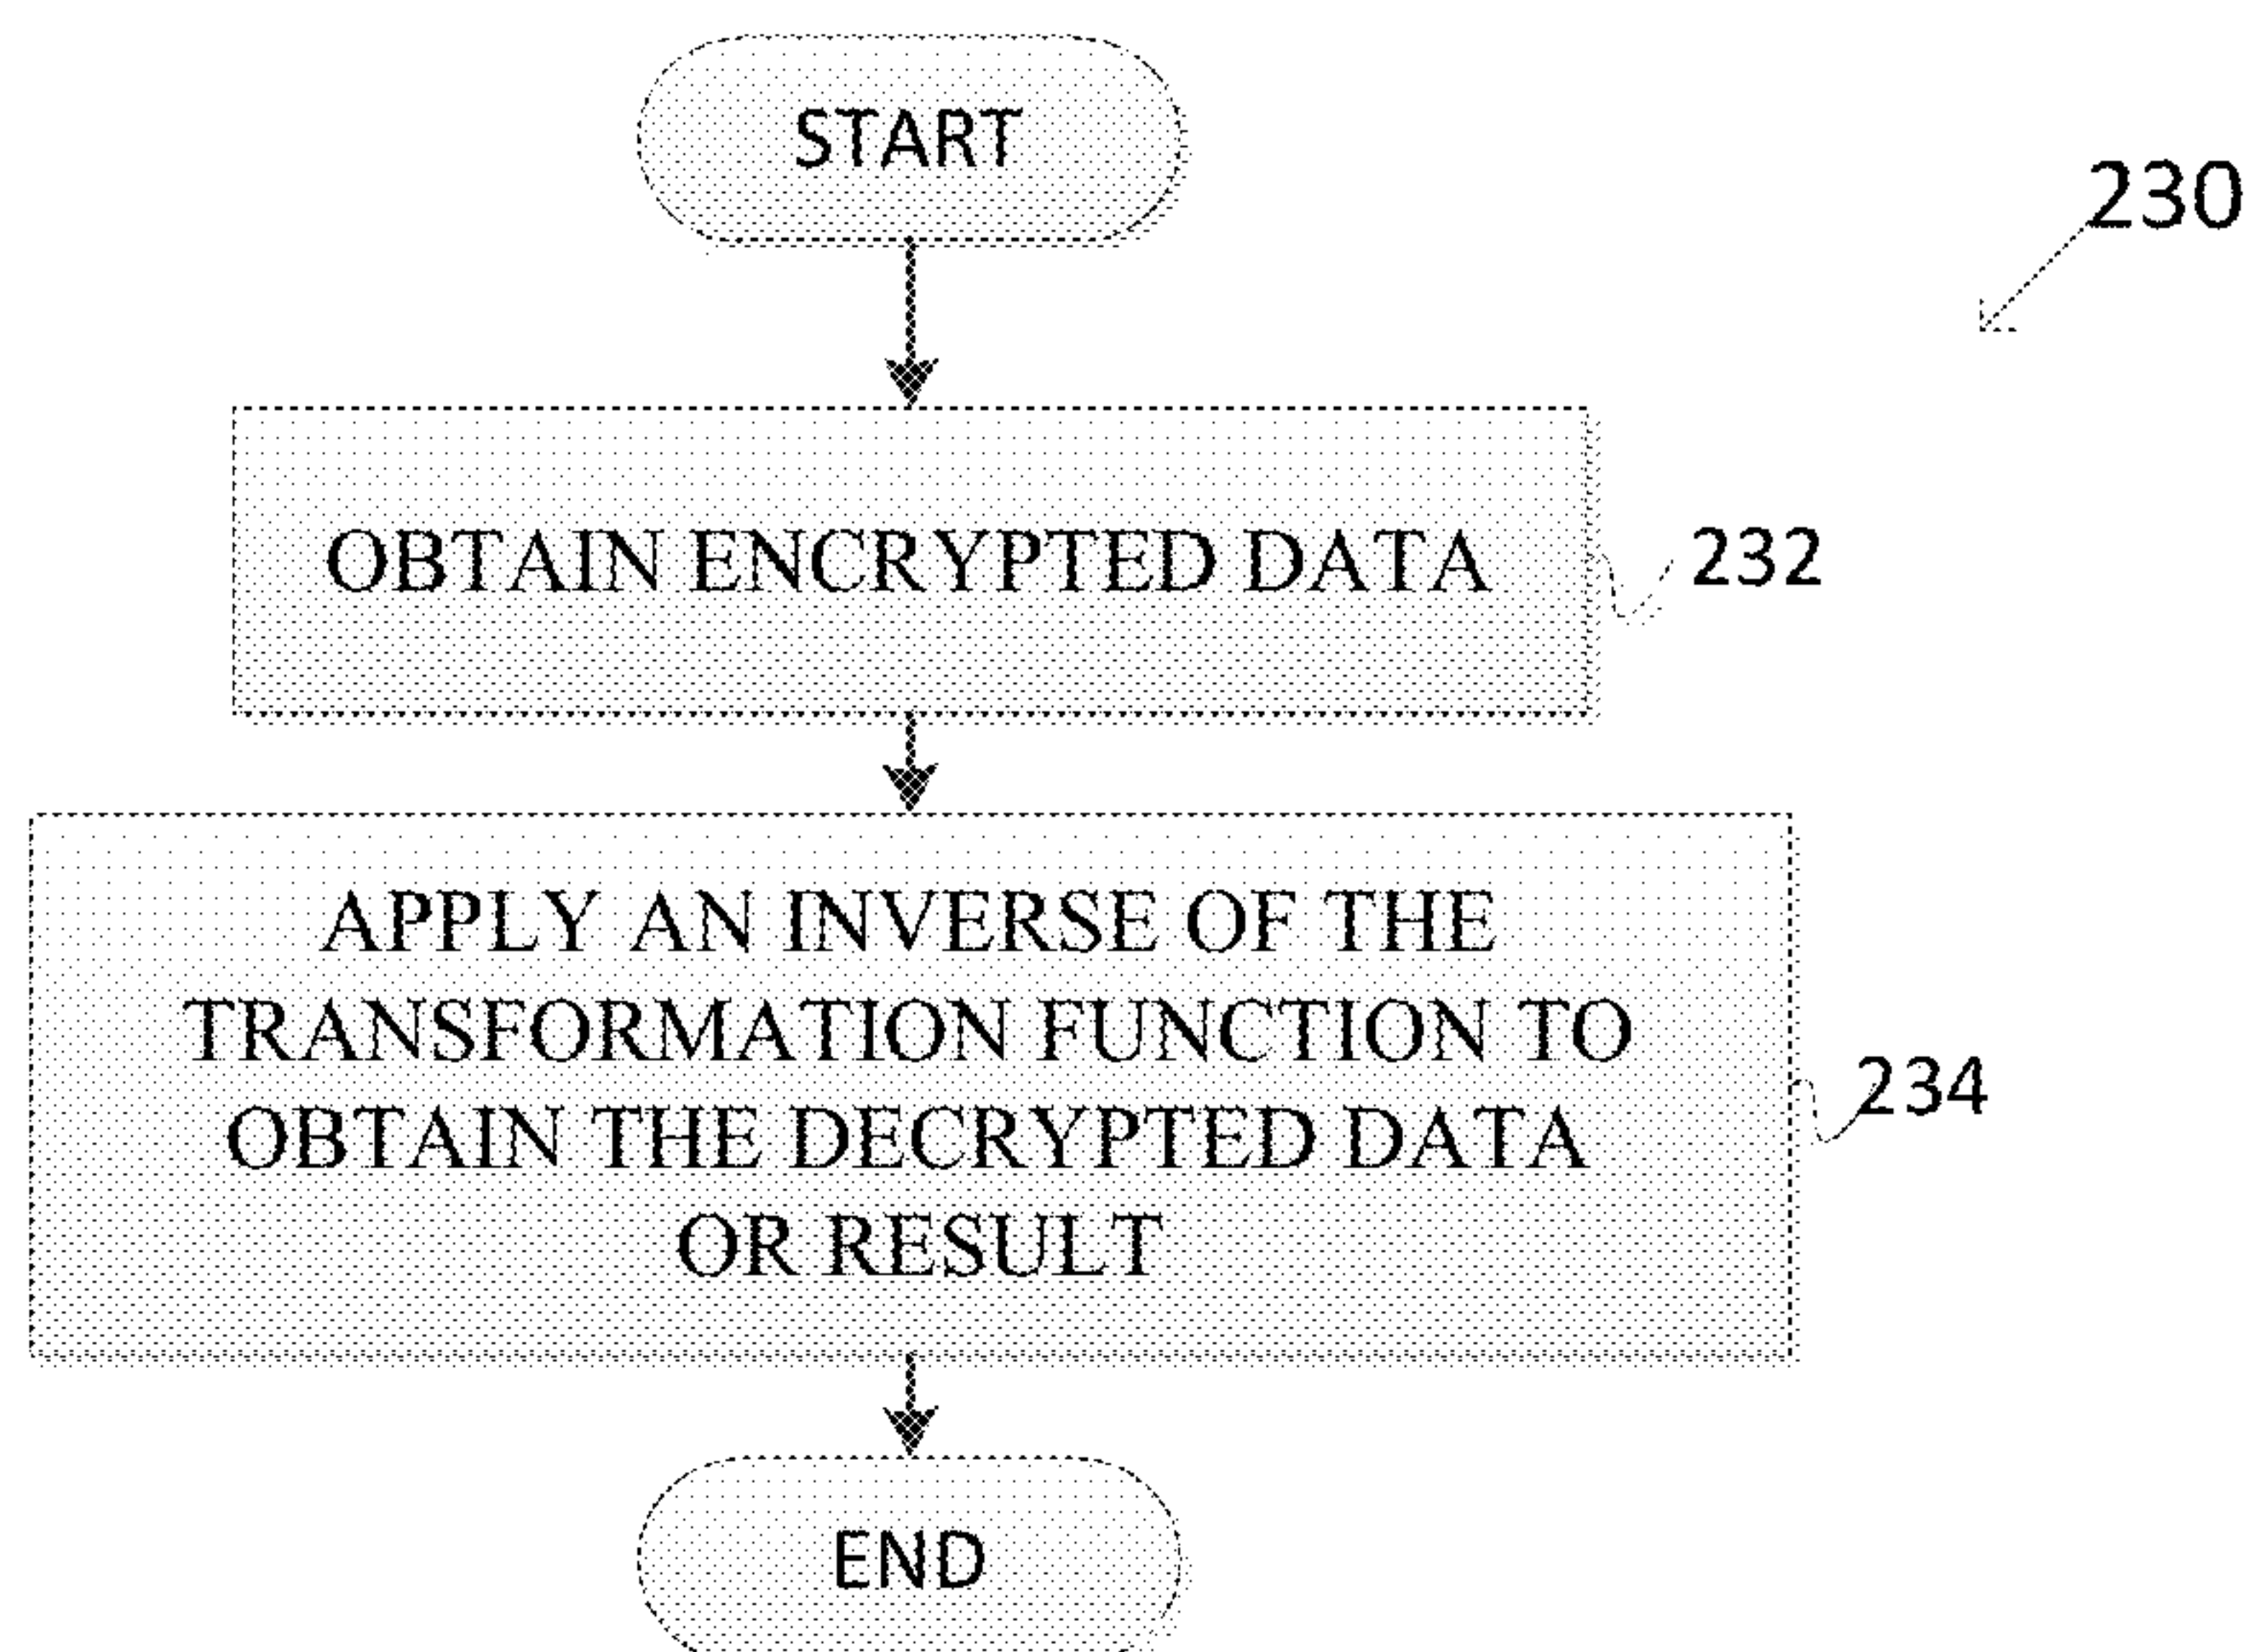 START
230
OBTAIN ENCRYPTED DATA
232
APPLY AN INVERSE OF THE
TRANSFORMATION FUNCTION TO
OBTAIN THE DECRYPTED DATA
OR RESULT
234
END